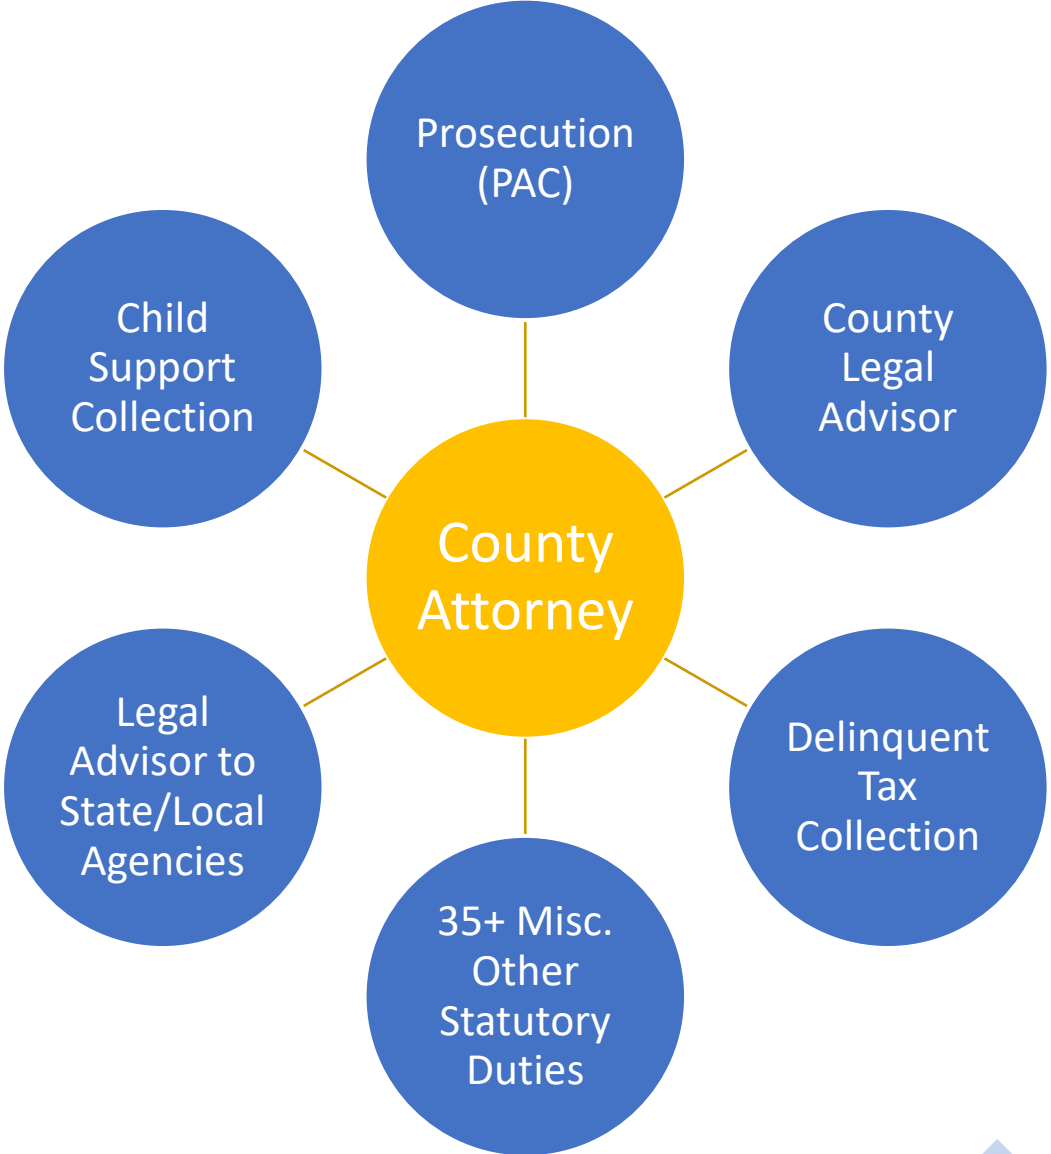 Prosecution
(PAC)
County
Legal
Advisor
Delinquent
Tax
Collection
35+ Misc.
Other
Statutory
Duties
Legal
Advisor to
State/Local
Agencies
Child
Support
Collection
County
Attorney